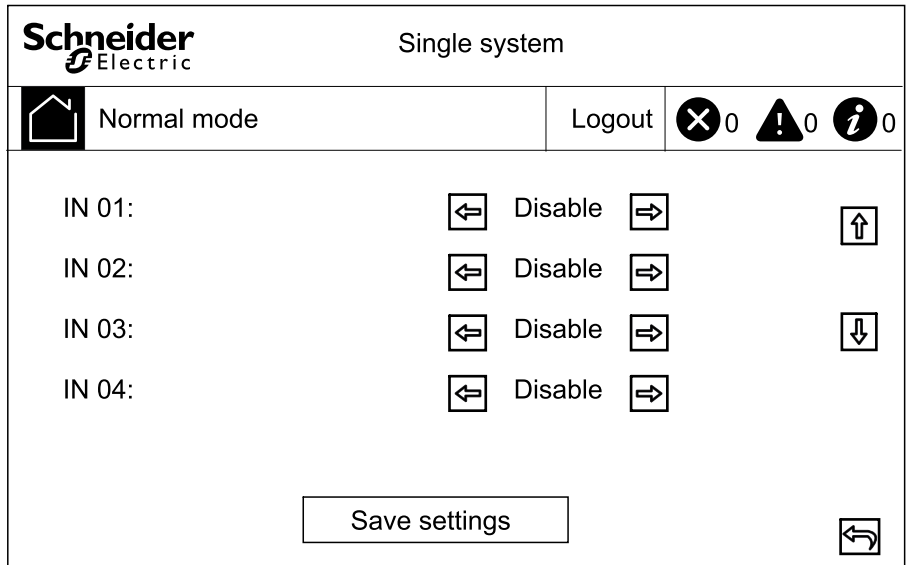 Schneider
Electric
Single system
Normal mode
Logout
0
0
0
IN 01:
Disable
IN 02:
Disable
IN 03:
Disable
IN 04:
Disable
Save settings